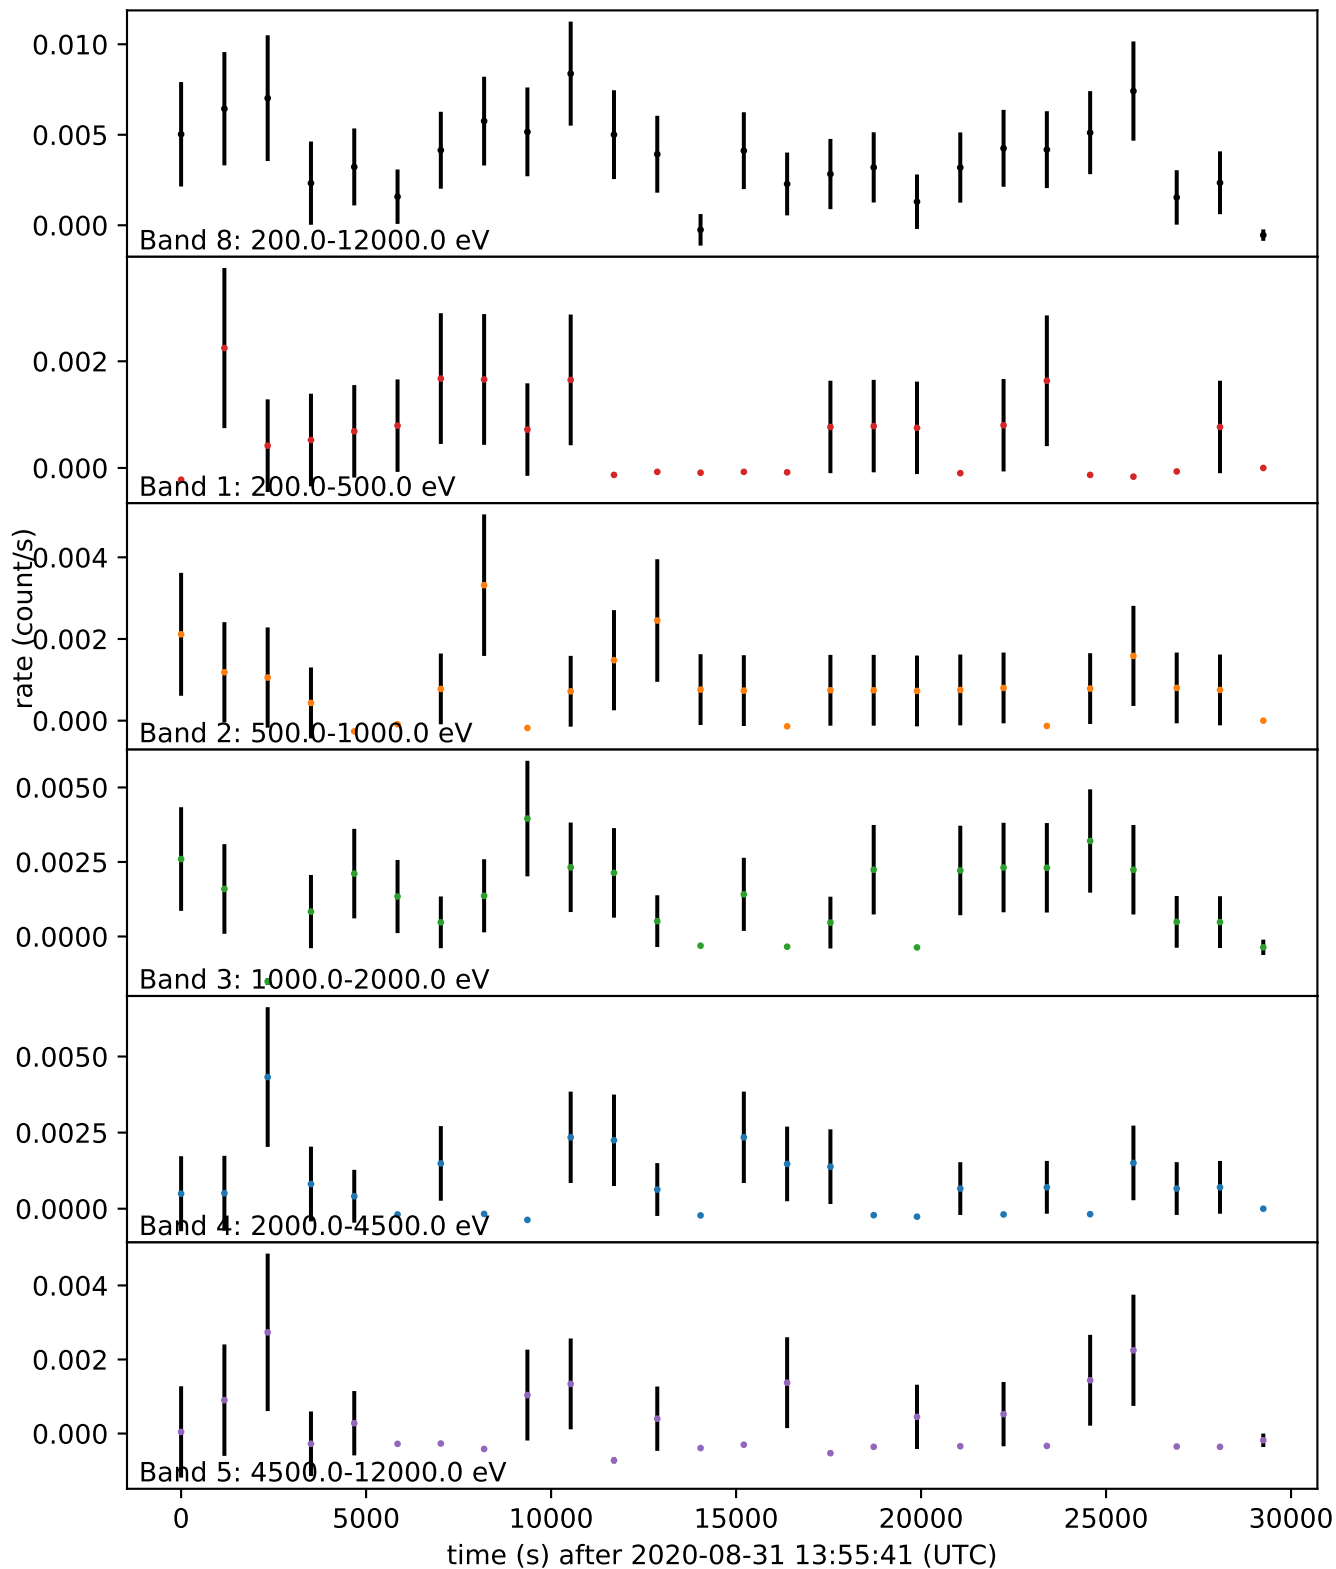 0.010
0.005
0.000
Band 8: 200.0-12000.0 eV
0.002
0.000
Band 1: 200.0-500.0 eV
rate (count/s)
0.004
0.002
0.000
Band 2: 500.0-1000.0 eV
0.0050
0.0025
0.0000
Band 3: 1000.0-2000.0 eV
0.0050
0.0025
0.0000
Band 4: 2000.0-4500.0 eV
0.004
0.002
0.000
Band 5: 4500.0-12000.0 eV
0 5000 10000 15000 20000 25000 30000
time (s) after 2020-08-31 13:55:41 (UTC)